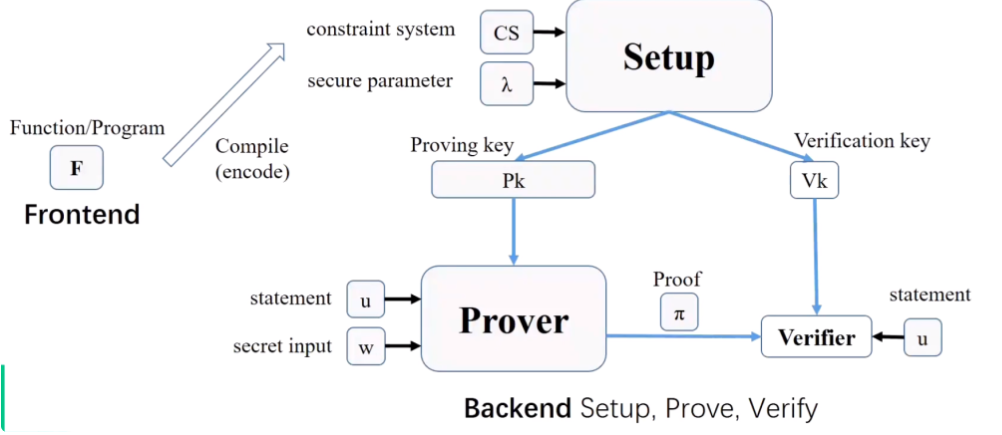 constraint system
CS
Setup
secure parameter
λ
Function/Program
F
Frontend
Compile
(encode)
Proving key
Pk
Verification key
Vk
statement
u
secret input
w
Prover
Proof
π
statement
Verifier
u
Backend Setup, Prove, Verify